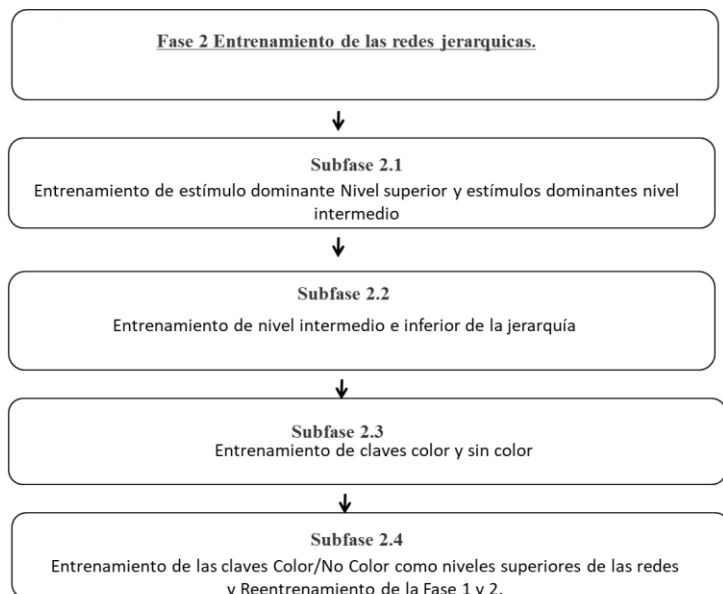 Fase 2 Entrenamiento de las redes jerarquicas.
Subfase 2.1
Entrenamiento de estímulo dominante Nivel superior y estímulos dominantes nivel
intermedio
Subfase 2.2
Entrenamiento de nivel intermedio e inferior de la jerarquía
Subfase 2.3
Entrenamiento de claves color y sin color
Subfase 2.4
Entrenamiento de las claves Color/No Color como niveles superiores de las redes
y Reentrenamiento de la Fase 1 y 2.